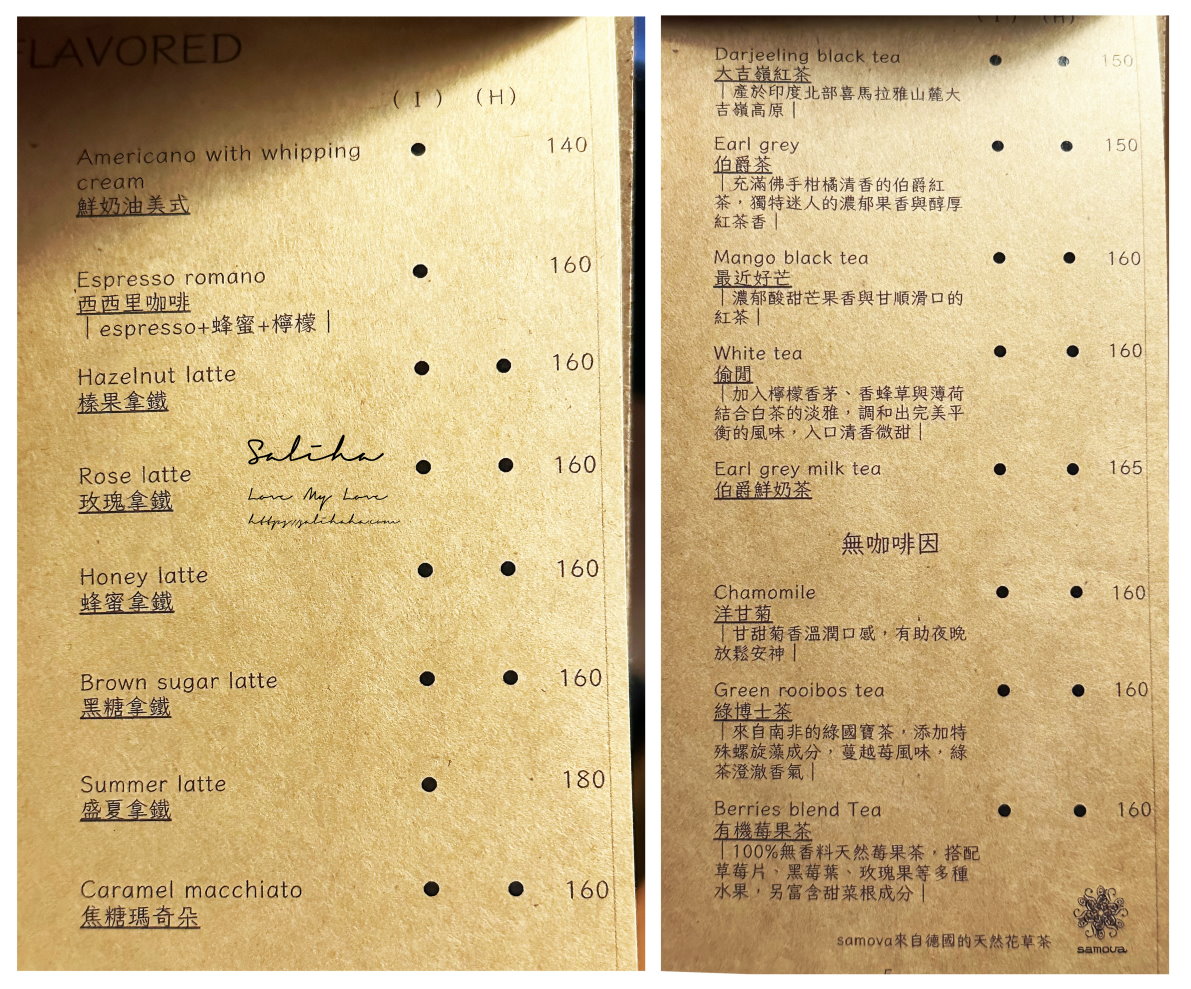 FLAVORED
( I ) (H)
Americano with whipping 140
cream
鮮奶油美式
Espresso romano 160
西西里咖啡
| espresso+蜂蜜+檸檬 |
Hazelnut latte 160
榛果拿鐵
Rose latte 160
玫瑰拿鐵
Saliha
Love My Love
https://salihaha.com
Honey latte 160
蜂蜜拿鐵
Brown sugar latte 160
黑糖拿鐵
Summer latte 180
盛夏拿鐵
Caramel macchiato 160
焦糖瑪奇朵
( I ) (H)
Darjeeling black tea 150
大吉嶺紅茶
| 產於印度北部喜馬拉雅山麓大
吉嶺高原 |
Earl grey 150
伯爵茶
| 充滿佛手柑橘清香的伯爵紅
茶，獨特迷人的濃郁果香與醇厚
紅茶香 |
Mango black tea 160
最近好芒
| 濃郁酸甜芒果香與甘順滑口的
紅茶 |
White tea 160
偷閒
| 加入檸檬香茅、香蜂草與薄荷
結合白茶的淡雅，調和出完美平
衡的風味，入口清香微甜 |
Earl grey milk tea 165
伯爵鮮奶茶
無咖啡因
Chamomile 160
洋甘菊
| 甘甜菊香溫潤口感，有助夜晚
放鬆安神 |
Green rooibos tea 160
綠博士茶
| 來自南非的綠國寶茶，添加特
殊螺旋藻成分，蔓越莓風味，綠
茶澄澈香氣 |
Berries blend Tea 160
有機莓果茶
| 100%無香料天然莓果茶，搭配
草莓片、黑莓葉、玫瑰果等多種
水果，另富含甜菜根成分 |
samova來自德國的天然花草茶
samova